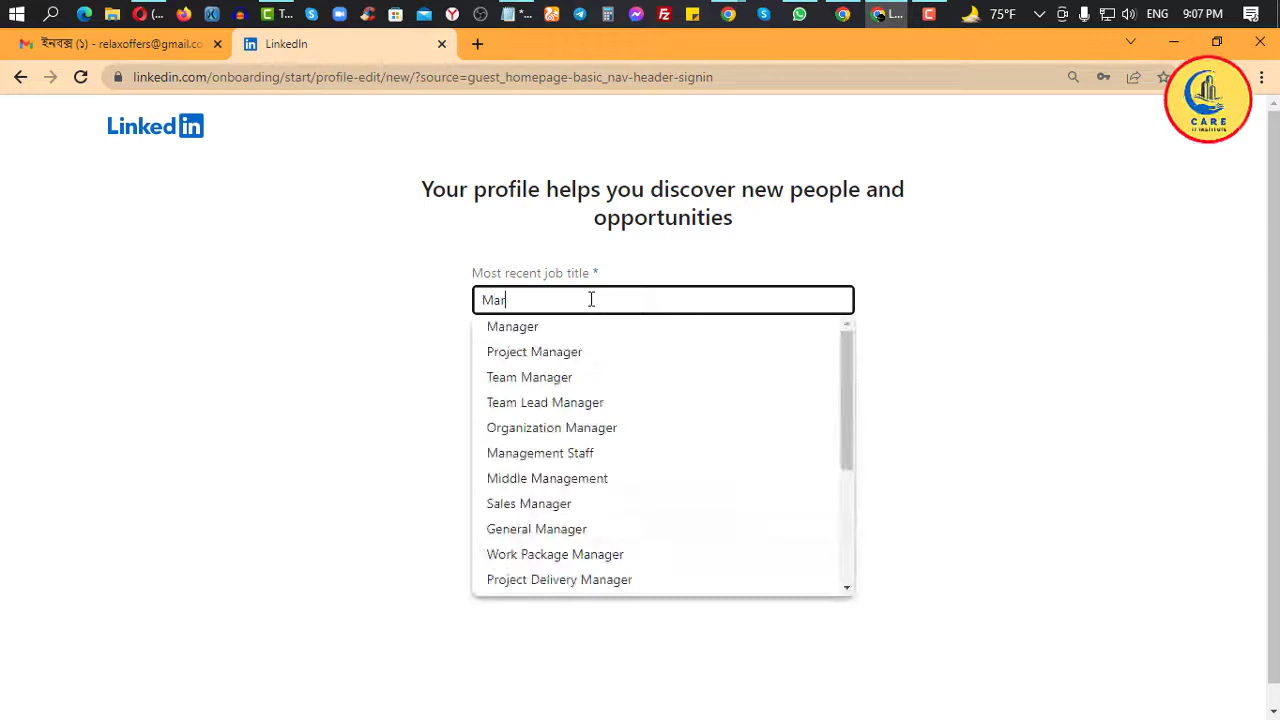 (...
T...
*...
L...
75°F
ENG
9:07 PM
ইনবক্স (১) - relaxoffers@gmail.co
LinkedIn
linkedin.com/onboarding/start/profile-edit/new/?source=guest_homepage-basic_nav-header-signin
CARE
IT INSTITUTE
Linkedin
Your profile helps you discover new people and
opportunities
Most recent job title *
Mar
Manager
Project Manager
Team Manager
Team Lead Manager
Organization Manager
Management Staff
Middle Management
Sales Manager
General Manager
Work Package Manager
Project Delivery Manager